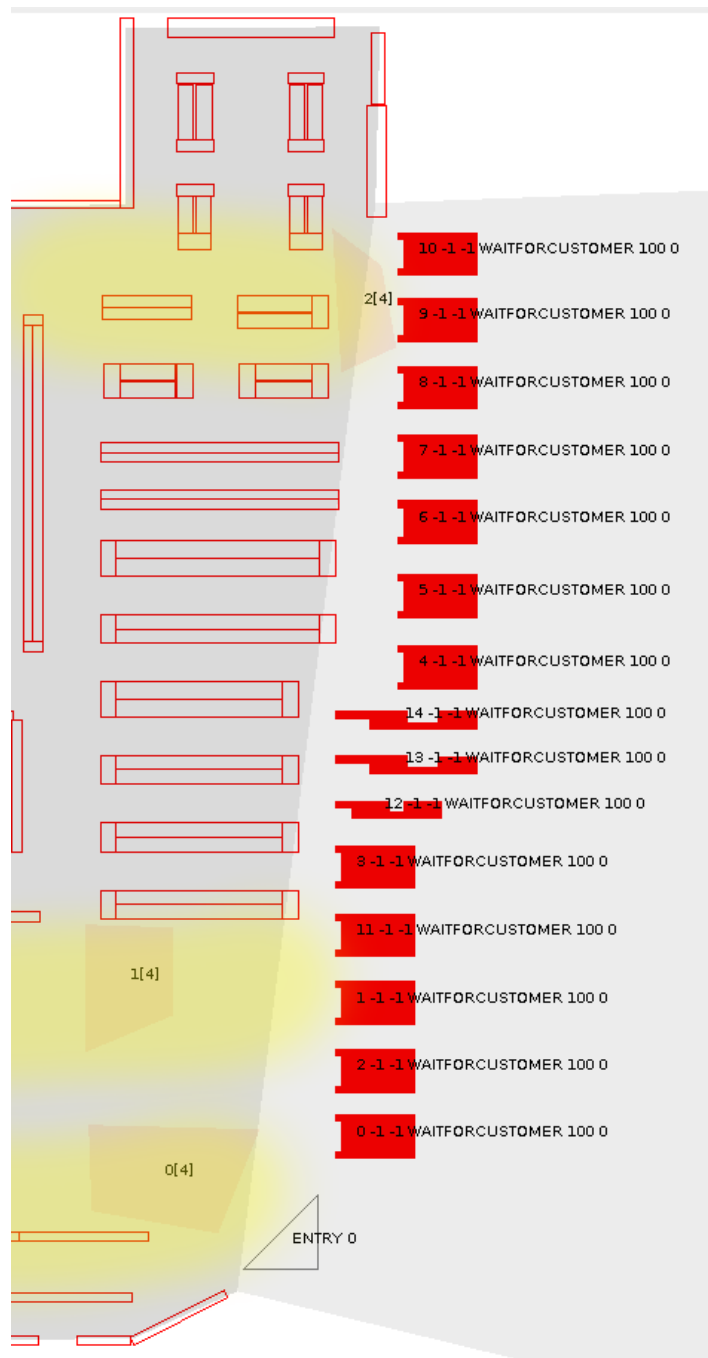 10 -1 -1 WAITFORCUSTOMER 100 0
2[4]
9 -1 -1 WAITFORCUSTOMER 100 0
8 -1 -1 WAITFORCUSTOMER 100 0
7 -1 -1 WAITFORCUSTOMER 100 0
6 -1 -1 WAITFORCUSTOMER 100 0
5 -1 -1 WAITFORCUSTOMER 100 0
4 -1 -1 WAITFORCUSTOMER 100 0
14 -1 -1 WAITFORCUSTOMER 100 0
13 -1 -1 WAITFORCUSTOMER 100 0
12 -1 -1 WAITFORCUSTOMER 100 0
3 -1 -1 WAITFORCUSTOMER 100 0
11 -1 -1 WAITFORCUSTOMER 100 0
1[4]
1 -1 -1 WAITFORCUSTOMER 100 0
2 -1 -1 WAITFORCUSTOMER 100 0
0 -1 -1 WAITFORCUSTOMER 100 0
0[4]
ENTRY 0